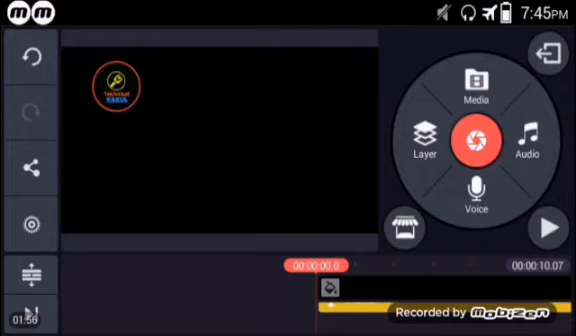 7:45PM
Technical
Media
Layer
Audio
Voice
00:00:00.0
00:00:10.07
01:56
Recorded by mobizen